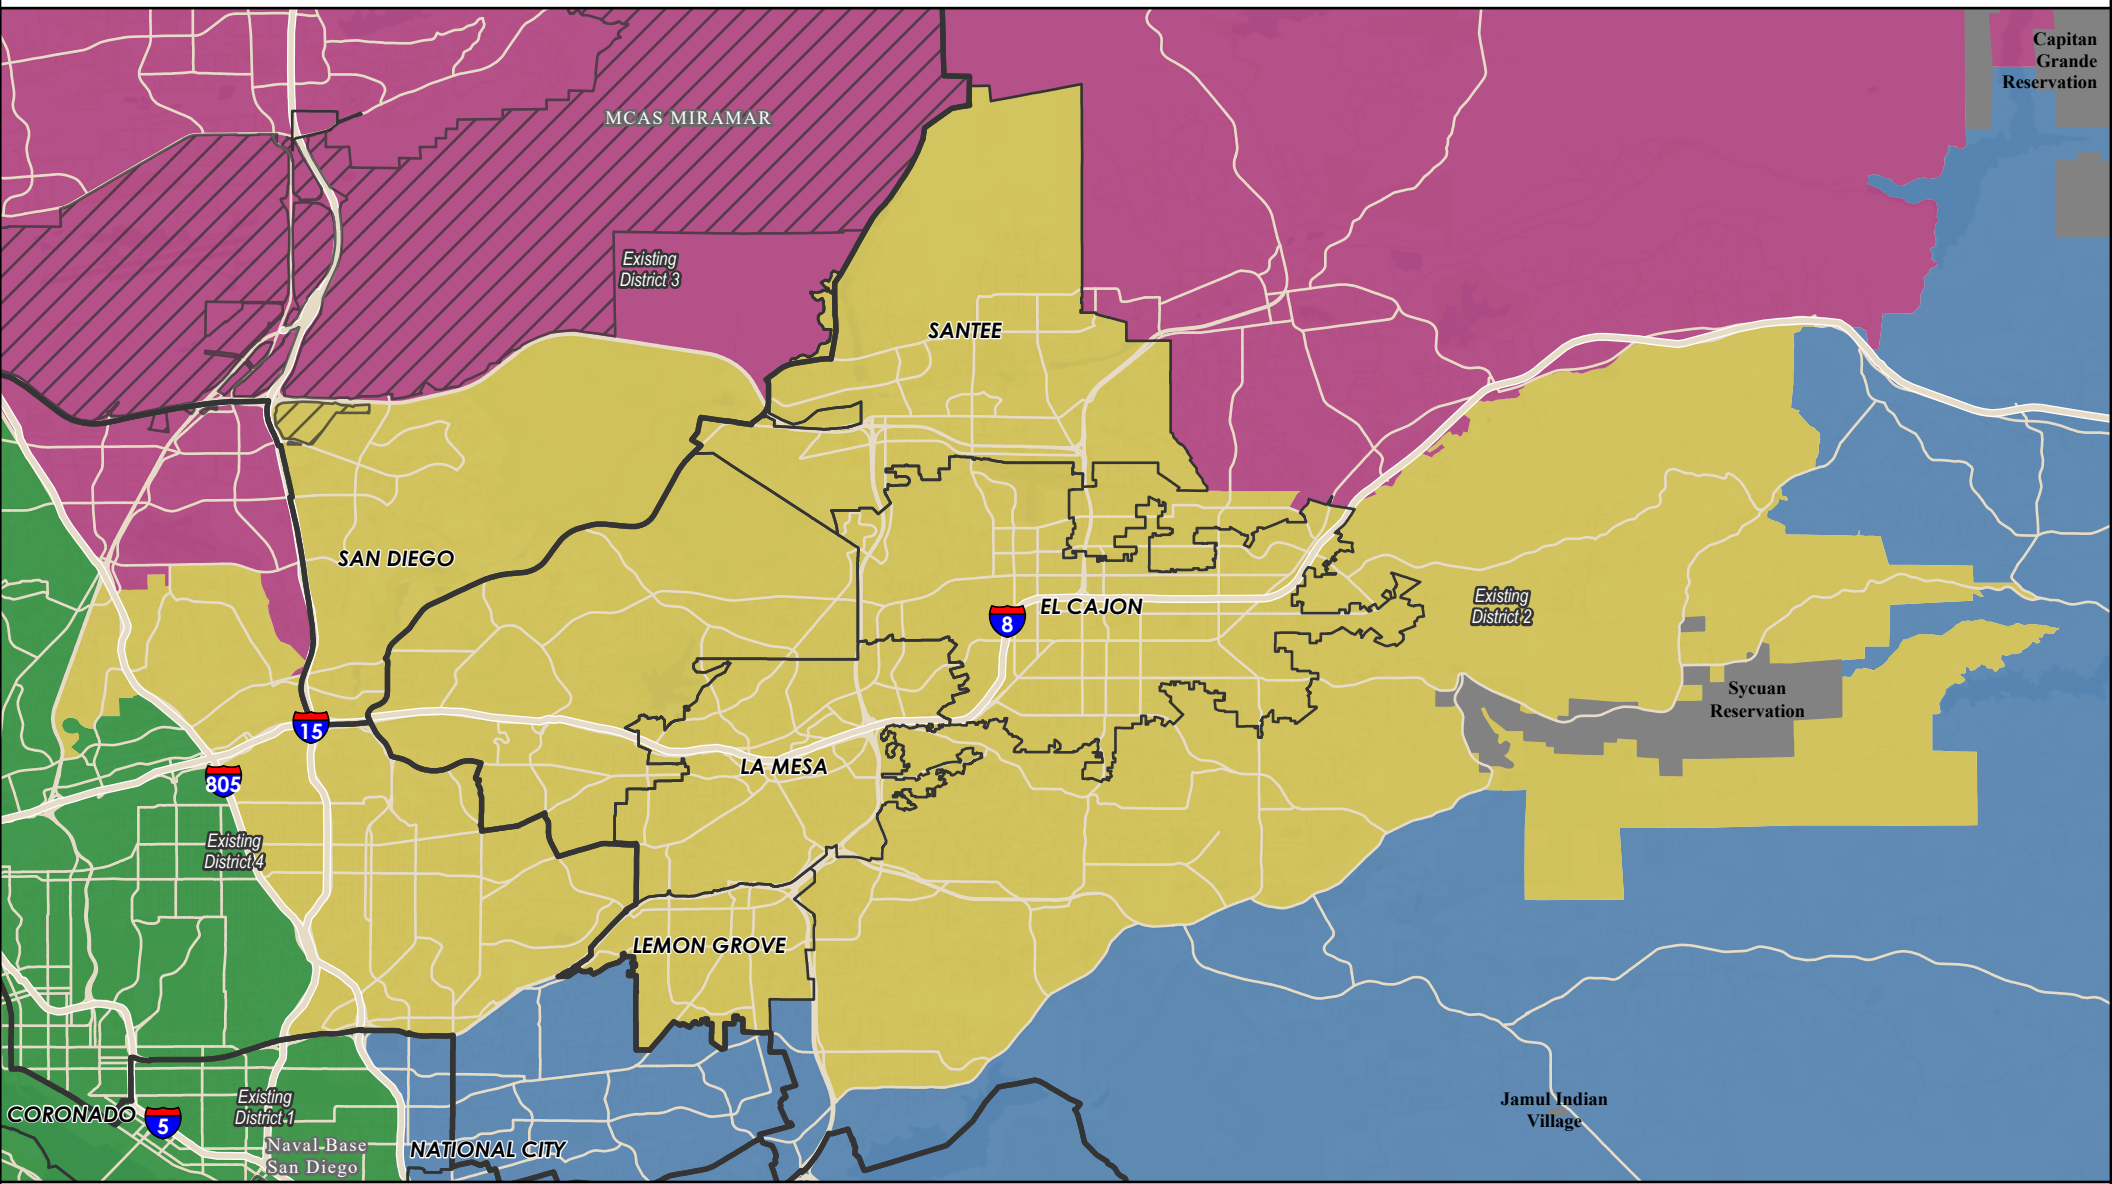 Capitan
Grande
Reservation
MCAS MIRAMAR
Existing
District 3
SANTEE
SAN DIEGO
EL CAJON
8
Existing
District 2
Sycuan
Reservation
15
LA MESA
805
Existing
District 4
LEMON GROVE
Existing
District 1
CORONADO
5
Jamul Indian
Village
Naval Base
San Diego
NATIONAL CITY